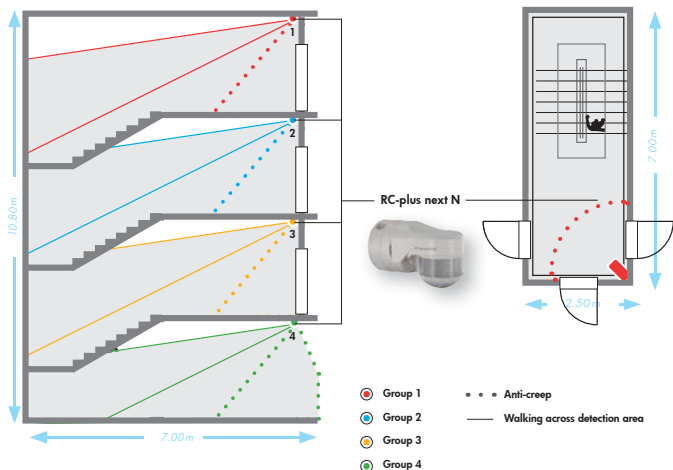 1
2
3
4
10.80 m
7.00 m
RC-plus next N
7.00 m
2.50 m
Group 1
Group 2
Group 3
Group 4
Anti-creep
Walking across detection area